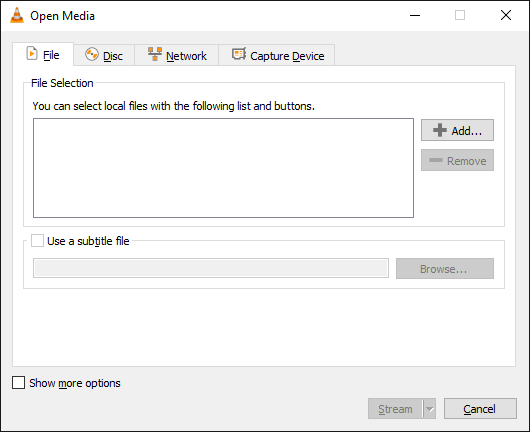 Open Media
File
Disc
Network
Capture Device
File Selection
You can select local files with the following list and buttons.
Add...
Remove
Use a subtitle file
Browse...
Show more options
Stream
Cancel